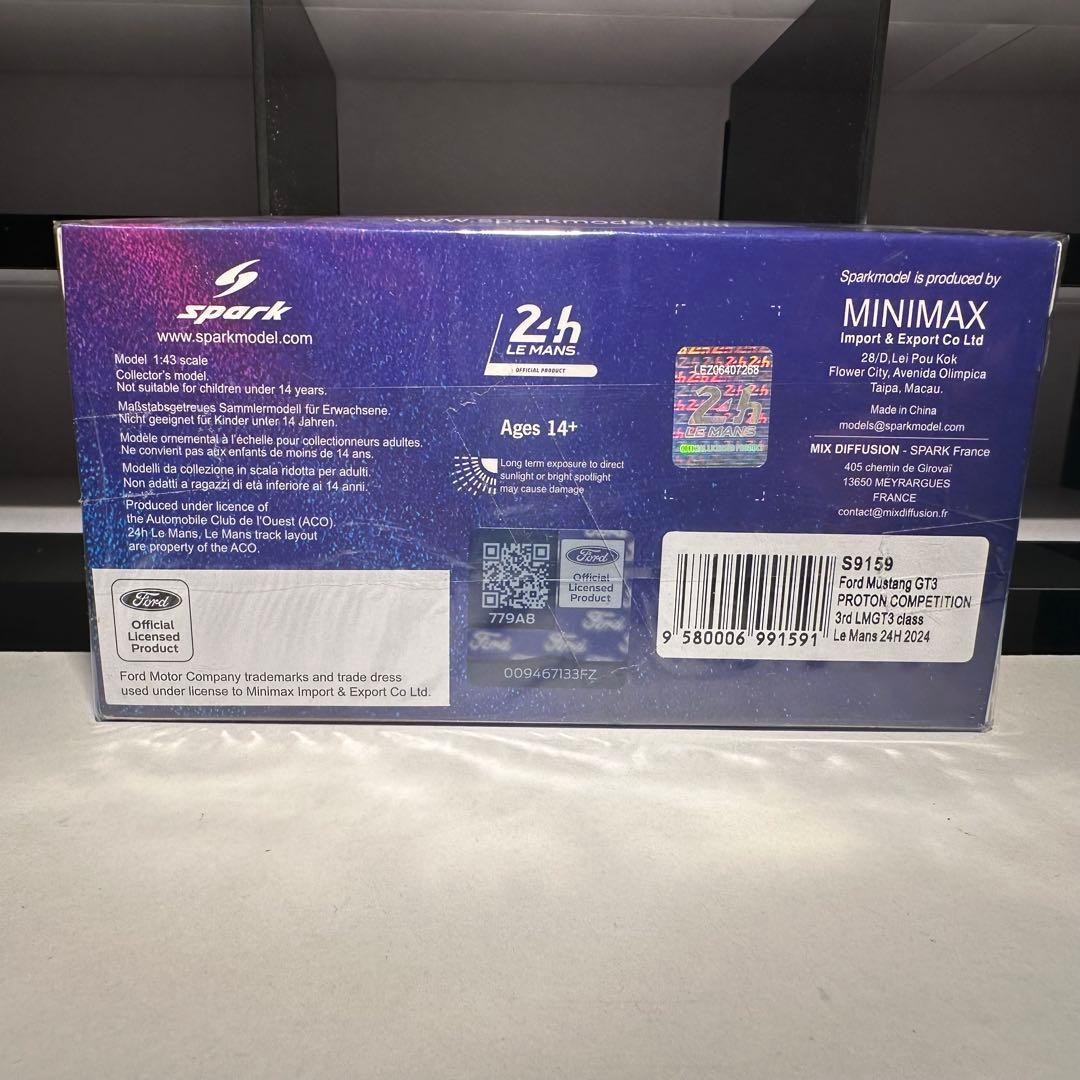 www.sparkmodel.com
spark
www.sparkmodel.com
Model 1:43 scale
Collector's model.
Not suitable for children under 14 years.
Maßstabsgetreues Sammlermodell für Erwachsene.
Nicht geeignet für Kinder unter 14 Jahren.
Modèle ornemental à l'échelle pour collectionneurs adultes.
Ne convient pas aux enfants de moins de 14 ans.
Modelli da collezione in scala ridotta per adulti.
Non adatti a ragazzi di età inferiore ai 14 anni.
Produced under licence of
the Automobile Club de l'Ouest (ACO).
24h Le Mans, Le Mans track layout
are property of the ACO.
Ford
Official
Licensed
Product
Ford Motor Company trademarks and trade dress
used under license to Minimax Import & Export Co Ltd.
24h
LE MANS
OFFICIAL PRODUCT
Ages 14+
Long term exposure to direct
sunlight or bright spotlight
may cause damage
Ford
Official
Licensed
Product
779A8
Ford
Ford
Ford
009467133FZ
LEZ06407268
24h
LE MANS
Sparkmodel is produced by
MINIMAX
Import & Export Co Ltd
28/D,Lei Pou Kok
Flower City, Avenida Olimpica
Taipa, Macau.
Made in China
models@sparkmodel.com
MIX DIFFUSION - SPARK France
405 chemin de Girovaï
13650 MEYRARGUES
FRANCE
contact@mixdiffusion.fr
S9159
Ford Mustang GT3
PROTON COMPETITION
3rd LMGT3 class
Le Mans 24H 2024
9 580006 991591